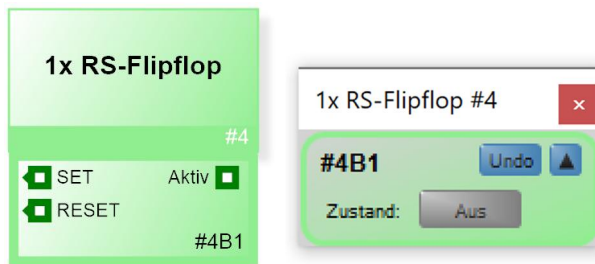 1x RS-Flipflop
#4
SET Aktiv
RESET
#4B1
1x RS-Flipflop #4 ×
#4B1 Undo ▲
Zustand: Aus